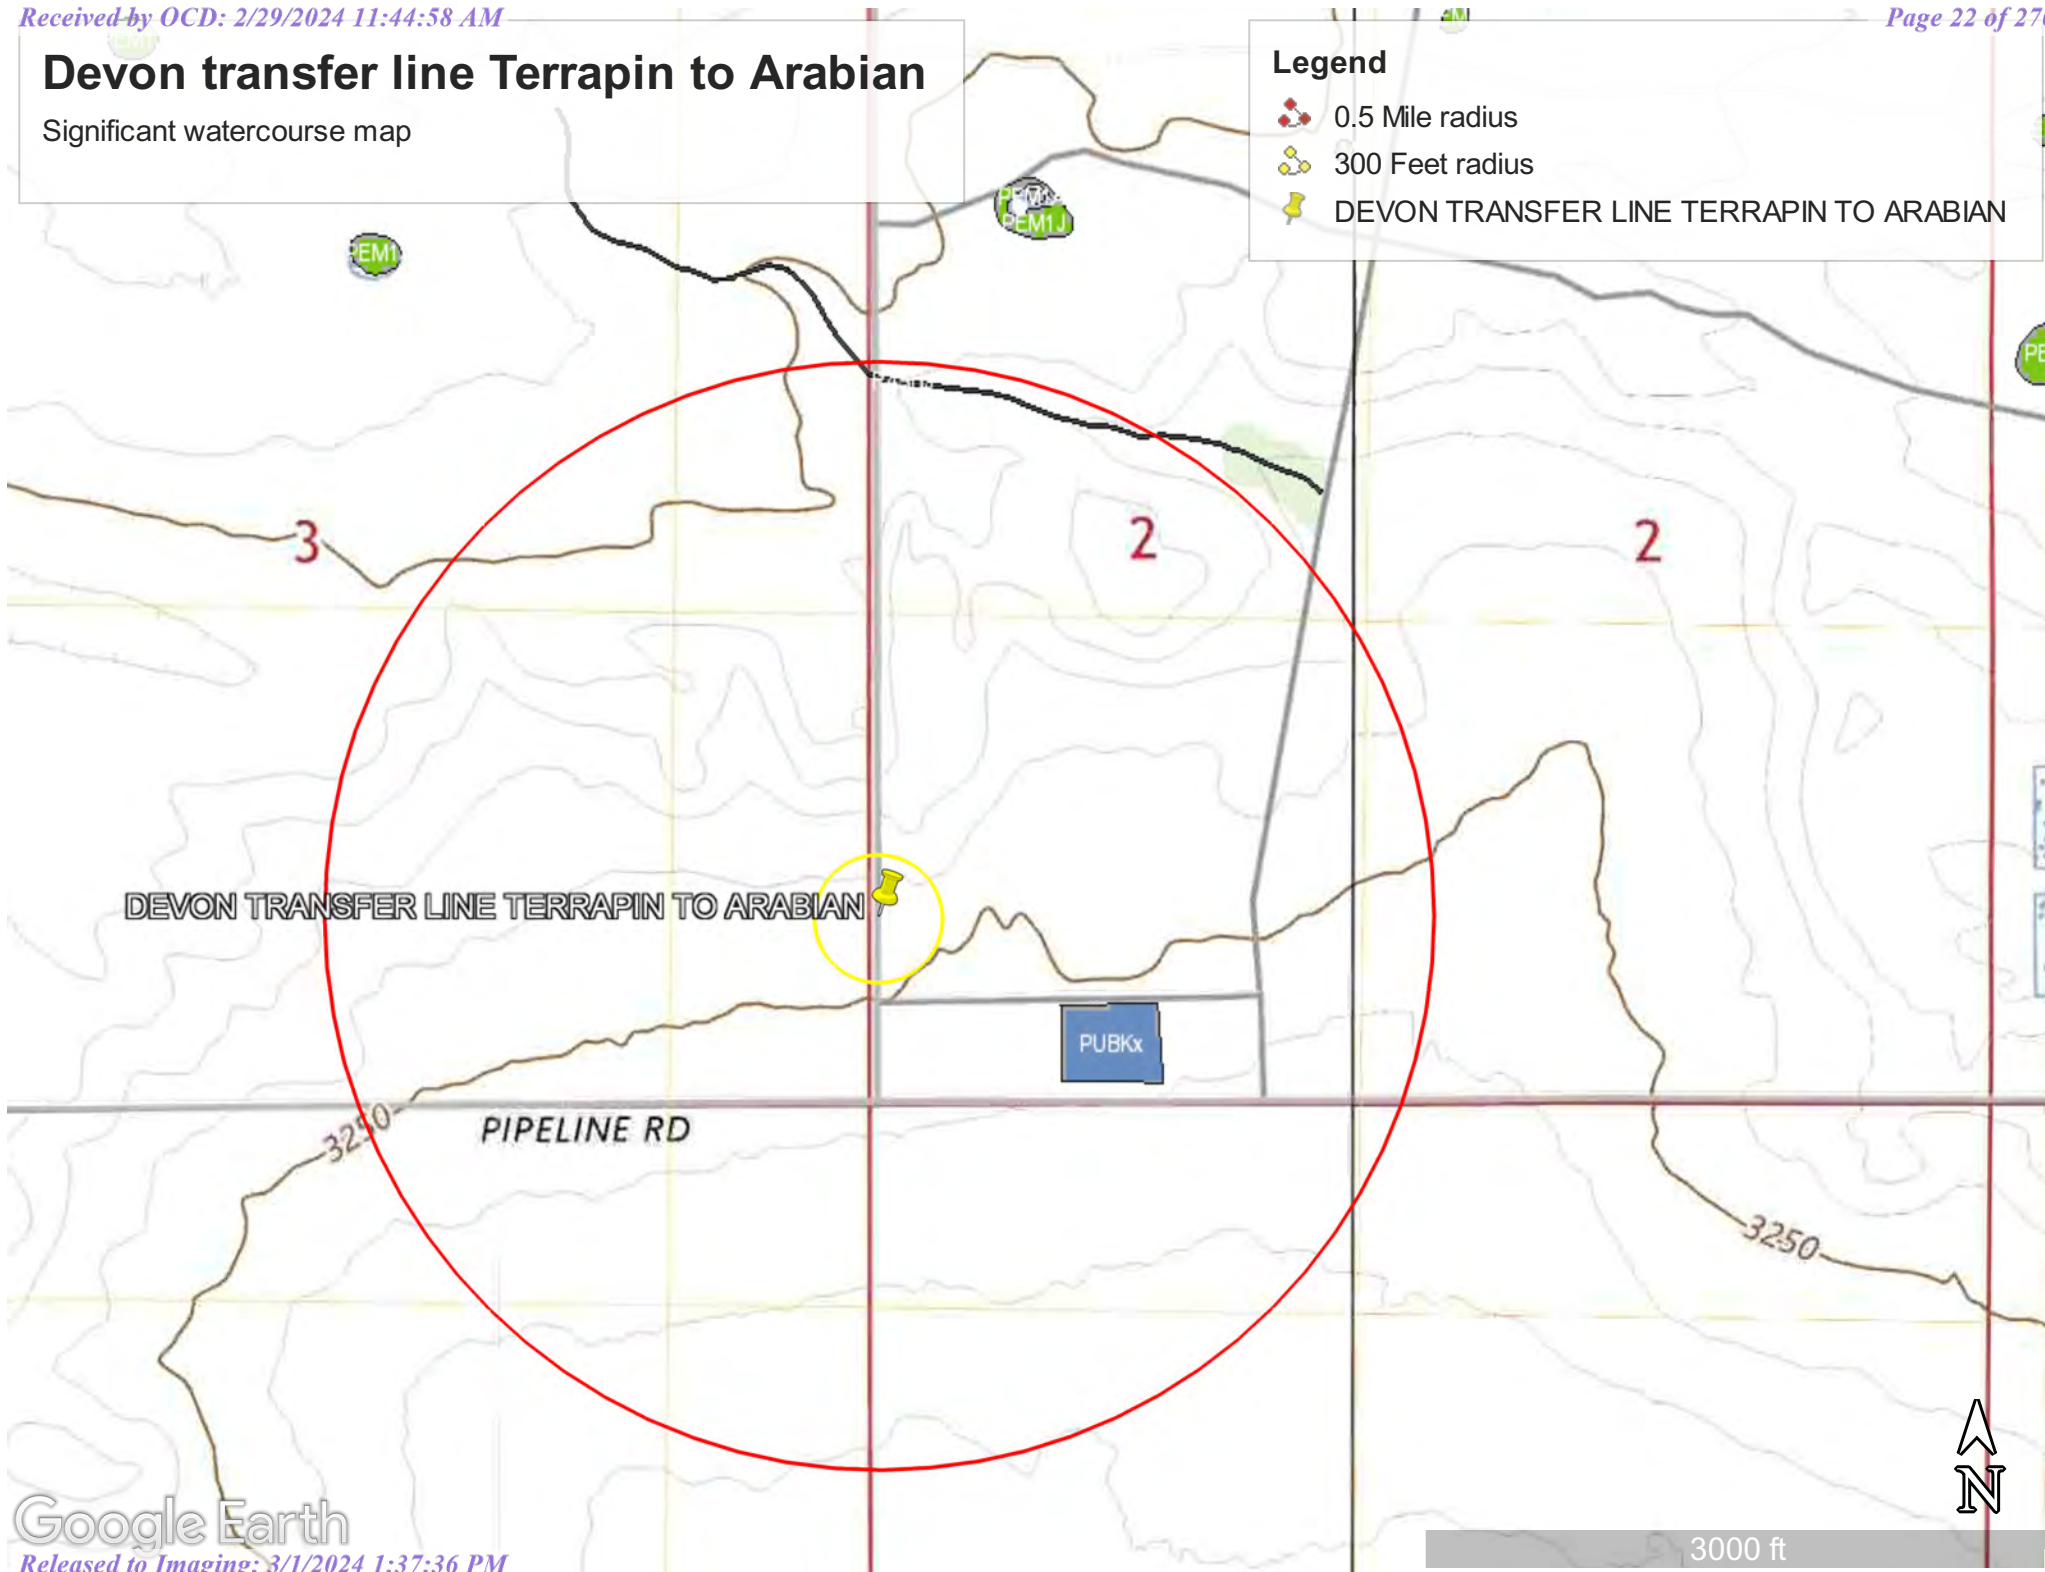 Received by OCD: 2/29/2024 11:44:58 AM
Page 22 of 27
Devon transfer line Terrapin to Arabian
Significant watercourse map
Legend
0.5 Mile radius
300 Feet radius
DEVON TRANSFER LINE TERRAPIN TO ARABIAN
PEM1J
PEM1
3
2
2
DEVON TRANSFER LINE TERRAPIN TO ARABIAN
PUBKx
PIPELINE RD
3250
3250
N
Google Earth
3000 ft
Released to Imaging: 3/1/2024 1:37:36 PM